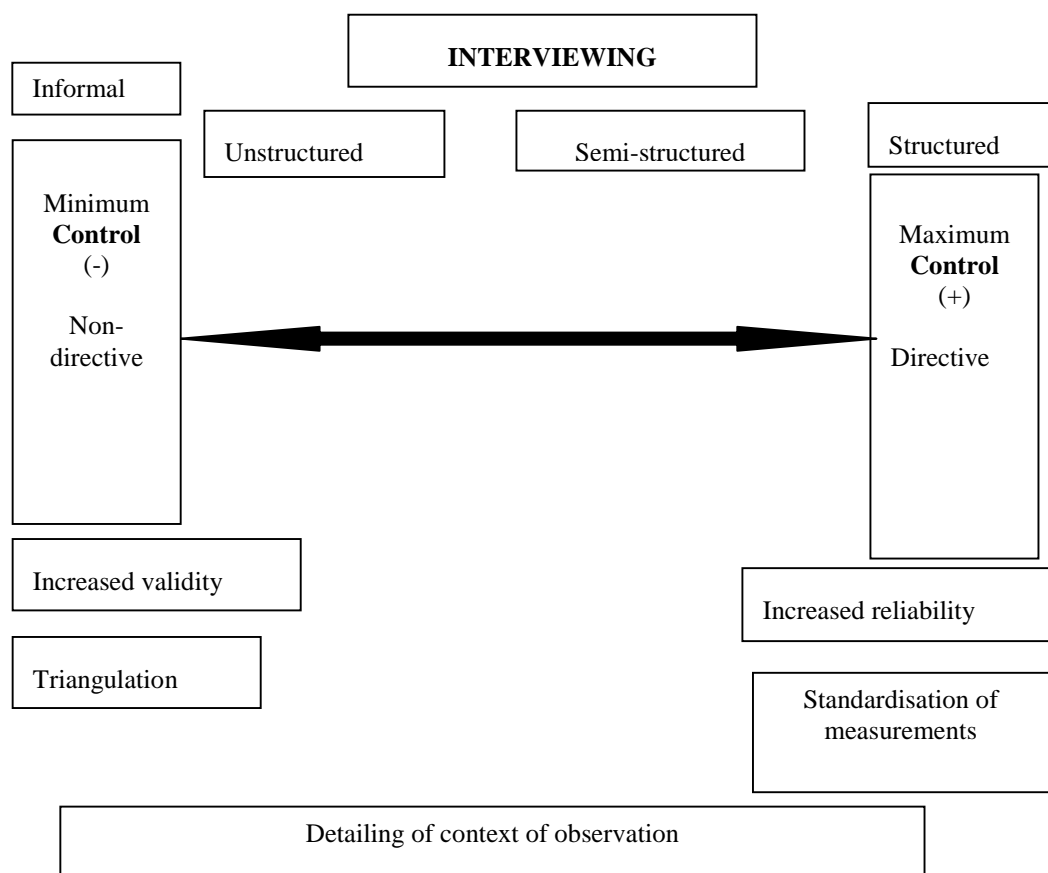 INTERVIEWING
Informal
Unstructured
Semi-structured
Structured
Minimum
Control
(-)
Non-
directive
Maximum
Control
(+)
Directive
Increased validity
Increased reliability
Triangulation
Standardisation of
measurements
Detailing of context of observation